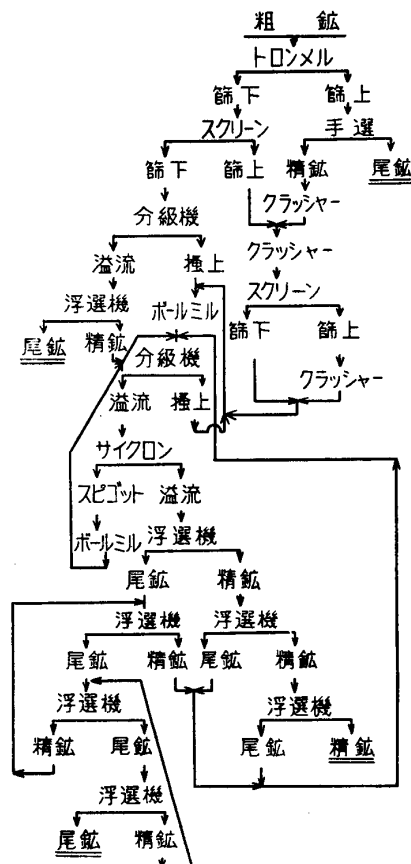 粗鉱
トロンメル
篩下 篩上
スクリーン 手選
篩下 篩上 精鉱 尾鉱
クラッシャー
分級機
クラッシャー
溢流 掻上
スクリーン
浮選機 ボールミル
篩下 篩上
尾鉱 精鉱
分級機
クラッシャー
溢流 掻上
サイクロン
スピゴット 溢流
ボールミル 浮選機
尾鉱 精鉱
浮選機 浮選機
尾鉱 精鉱 尾鉱 精鉱
浮選機 浮選機
精鉱 尾鉱 尾鉱 精鉱
浮選機
尾鉱 精鉱